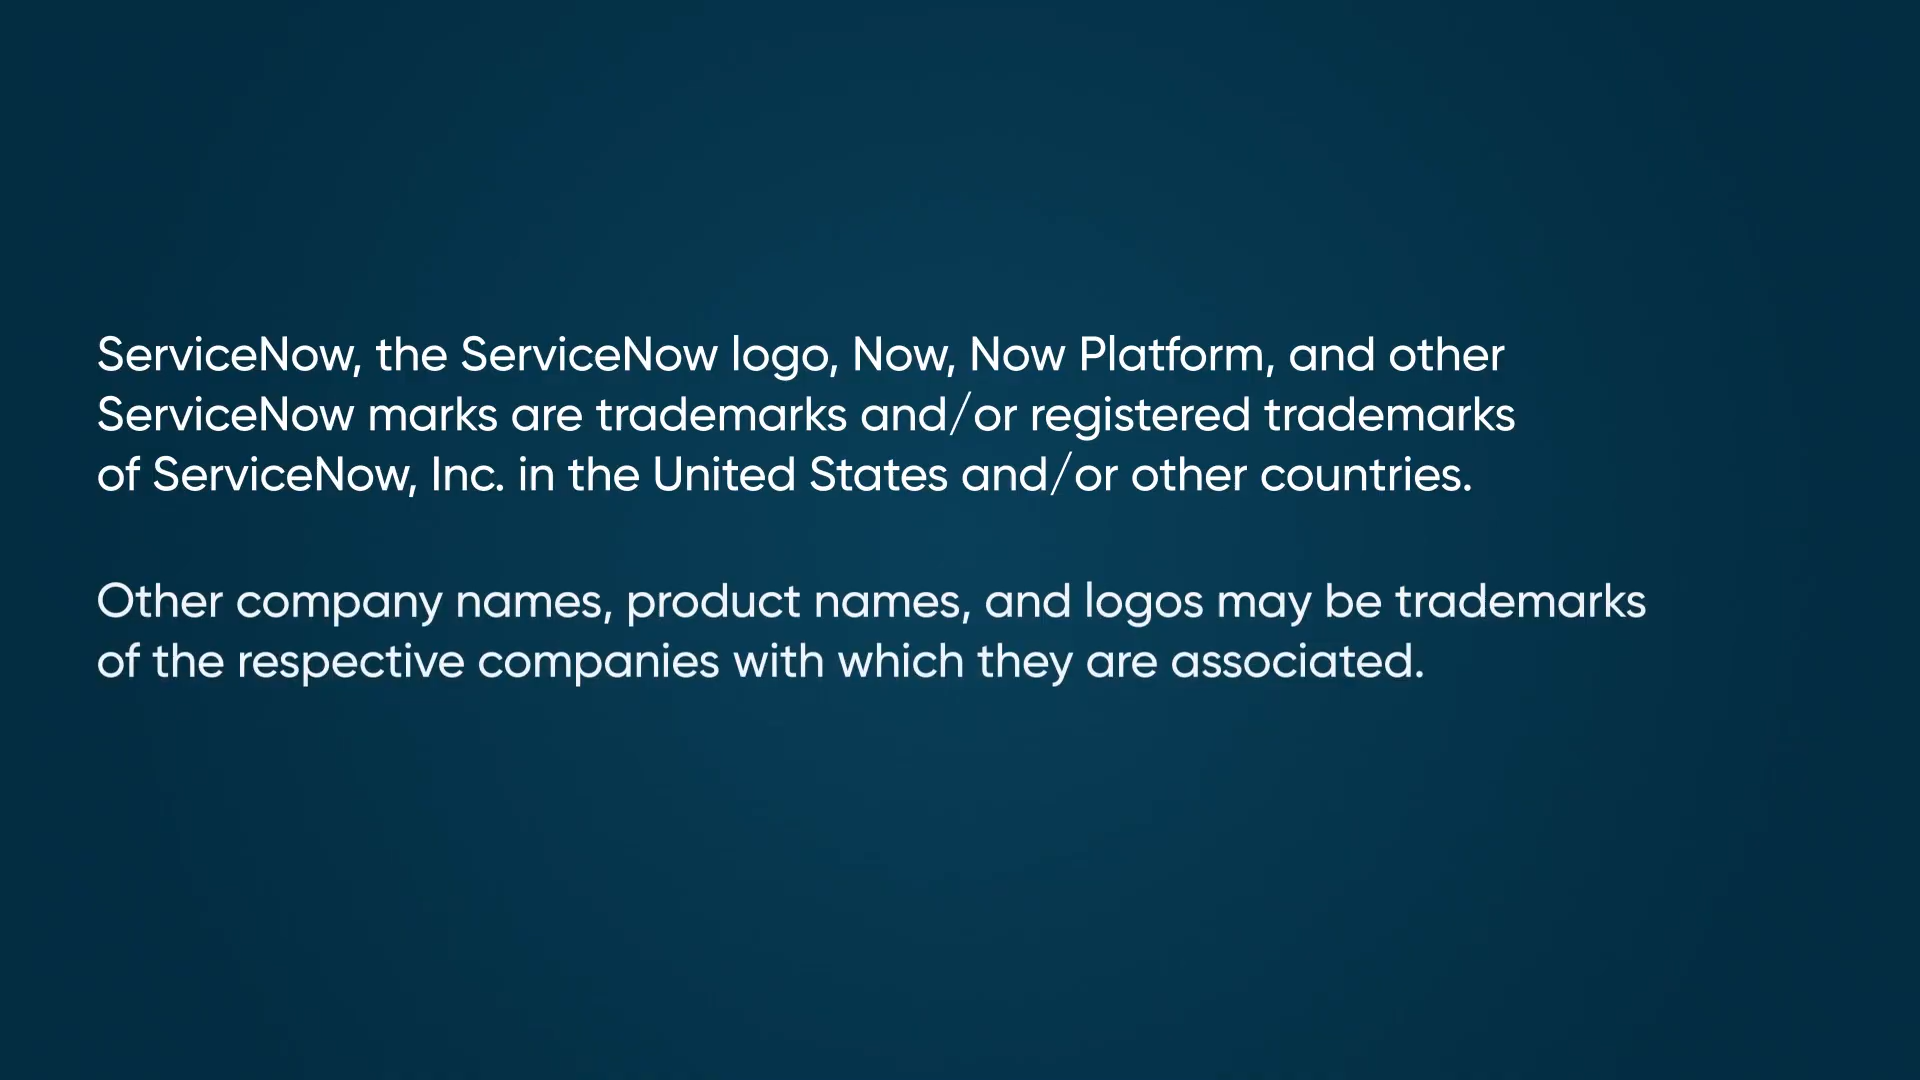 ServiceNow, the ServiceNow logo, Now, Now Platform, and other
ServiceNow marks are trademarks and/or registered trademarks
of ServiceNow, Inc. in the United States and/or other countries.
Other company names, product names, and logos may be trademarks
of the respective companies with which they are associated.